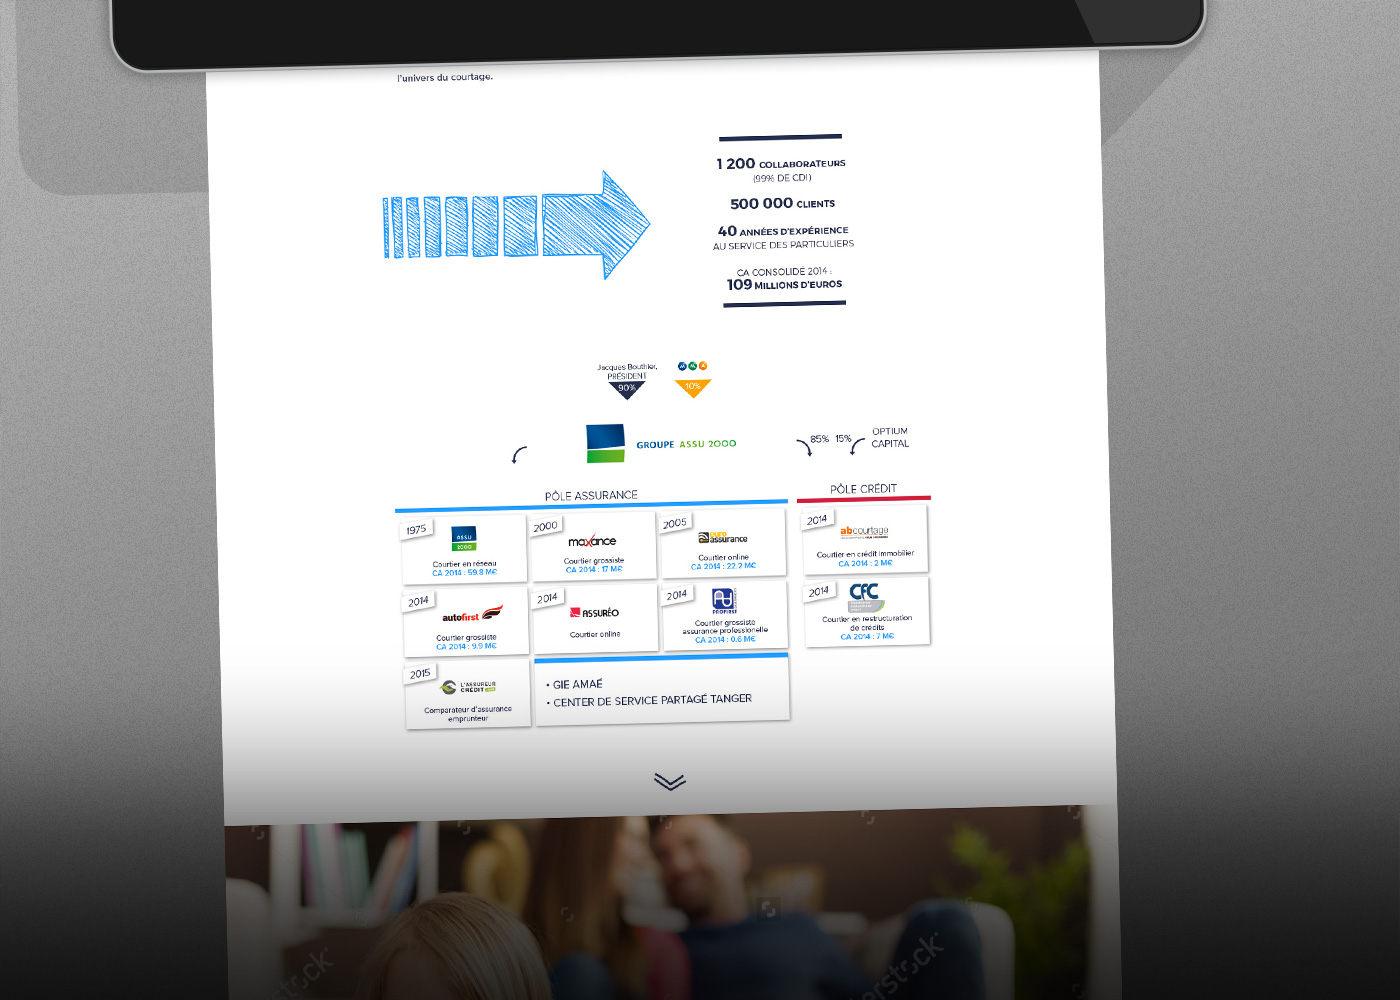 l'univers du courtage.
1 200 COLLABORATEURS
(99% DE CDI)
500 000 CLIENTS
40 ANNÉES D'EXPÉRIENCE
AU SERVICE DES PARTICULIERS
CA CONSOLIDÉ 2014 :
109 MILLIONS D'EUROS
Jacques Bouthier,
PRÉSIDENT
90%
10%
GROUPE ASSU 2000
85% 15%
OPTIUM
CAPITAL
PÔLE ASSURANCE
PÔLE CRÉDIT
1975
ASSU
2000
Courtier en réseau
CA 2014 : 59.8 M€
2000
maxance
Courtier grossiste
CA 2014 : 17 M€
2005
euro
assurance
Courtier online
CA 2014 : 22.2 M€
2014
abcourtage
Courtier en crédit immobilier
CA 2014 : 2 M€
2014
autofirst
Courtier grossiste
CA 2014 : 9.9 M€
2014
ASSURÉO
Courtier online
2014
PROFIRST
Courtier grossiste
assurance professionelle
CA 2014 : 0.6 M€
2014
CFC
Courtier en restructuration
de crédits
CA 2014 : 7 M€
2015
L'ASSUREUR
CRÉDIT
Comparateur d'assurance
emprunteur
• GIE AMAÉ
• CENTER DE SERVICE PARTAGÉ TANGER